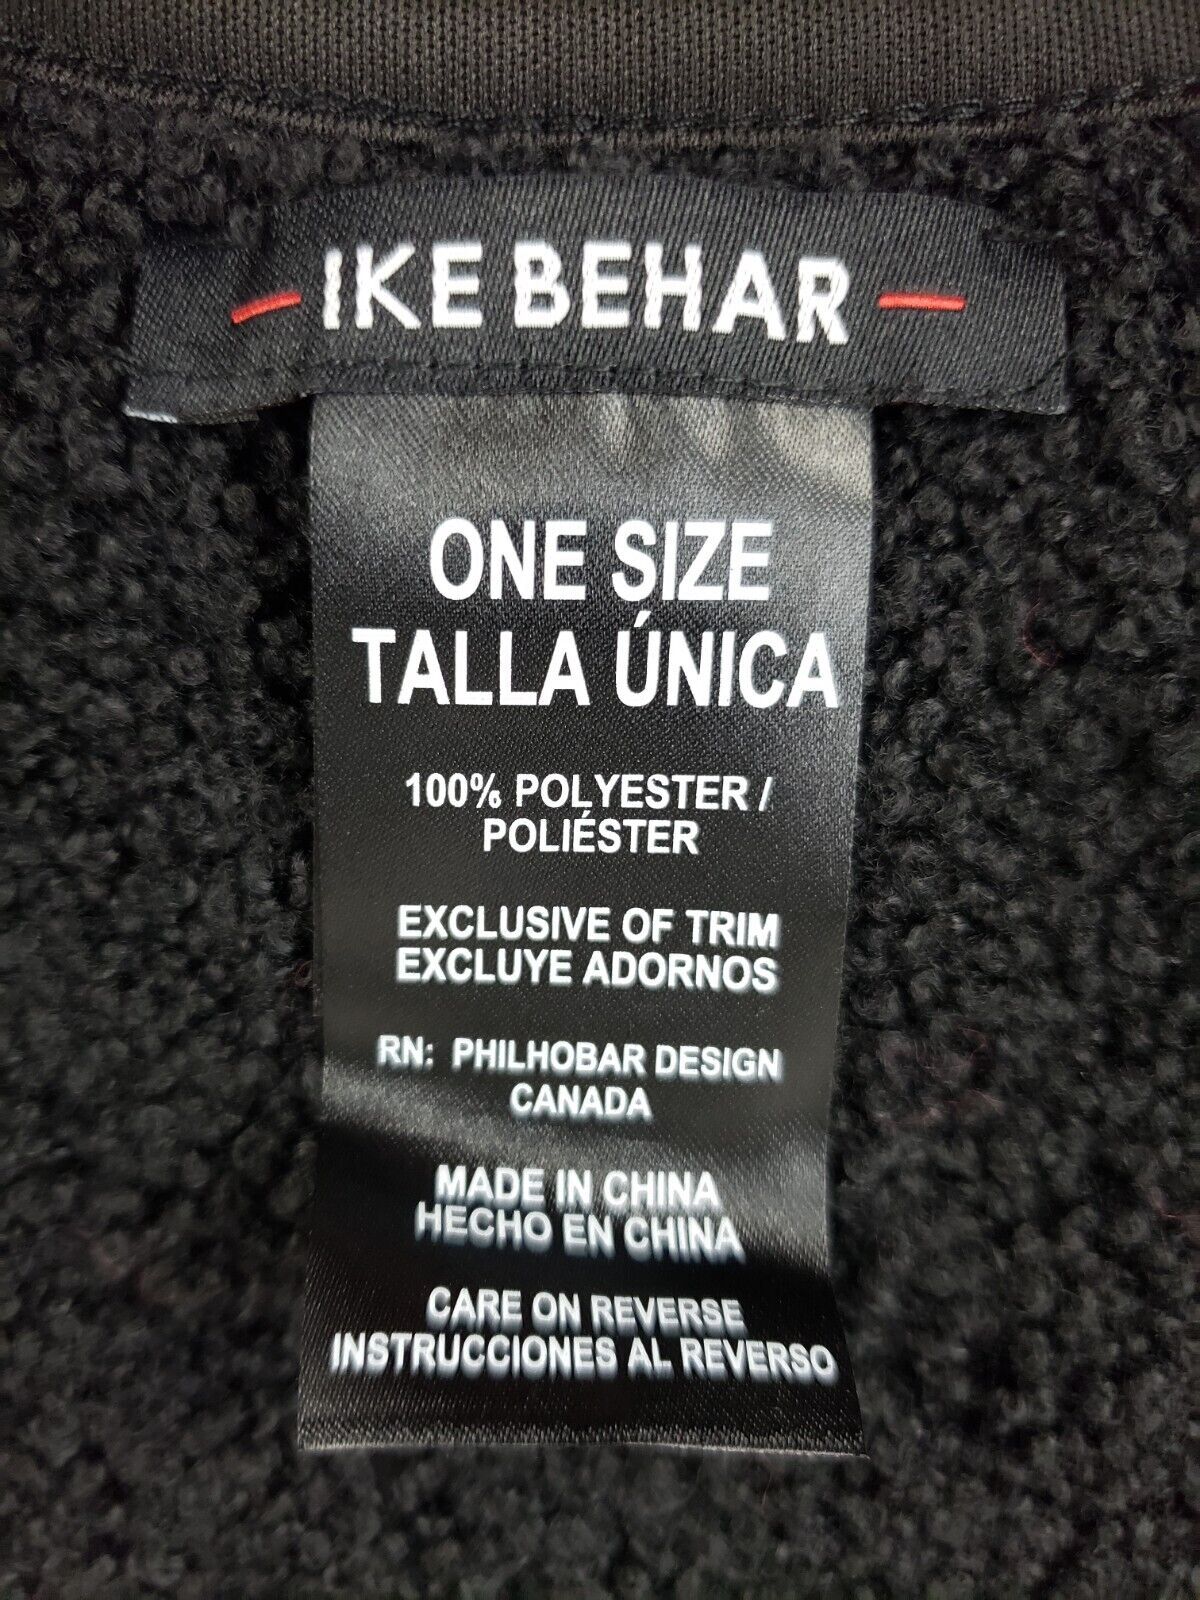 IKE BEHAR
ONE SIZE
TALLA ÚNICA
100% POLYESTER /
POLIÉSTER
EXCLUSIVE OF TRIM
EXCLUYE ADORNOS
RN: PHILHOBAR DESIGN
CANADA
MADE IN CHINA
HECHO EN CHINA
CARE ON REVERSE
INSTRUCCIONES AL REVERSO